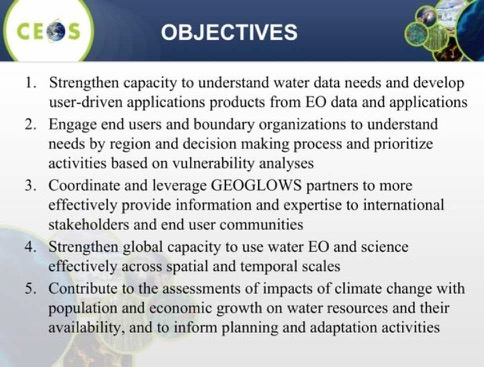 CEOS
OBJECTIVES
1. Strengthen capacity to understand water data needs and develop
user-driven applications products from EO data and applications
2. Engage end users and boundary organizations to understand
needs by region and decision making process and prioritize
activities based on vulnerability analyses
3. Coordinate and leverage GEOGLOWS partners to more
effectively provide information and expertise to international
stakeholders and end user communities
4. Strengthen global capacity to use water EO and science
effectively across spatial and temporal scales
5. Contribute to the assessments of impacts of climate change with
population and economic growth on water resources and their
availability, and to inform planning and adaptation activities